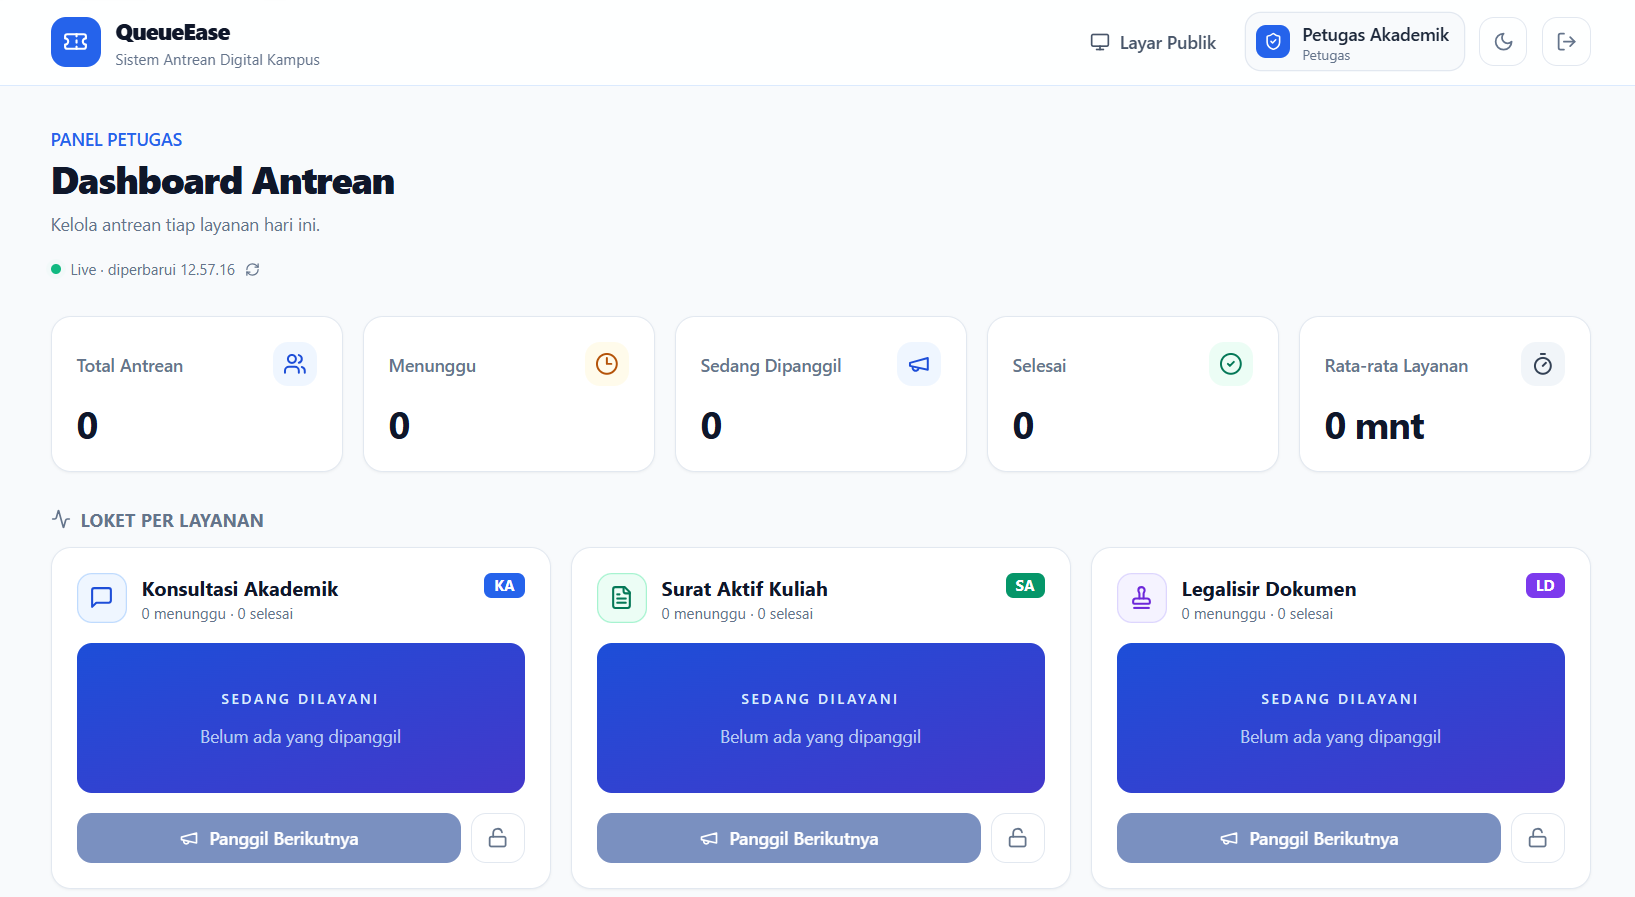 QueueEase
Sistem Antrean Digital Kampus
Layar Publik
Petugas Akademik
Petugas
PANEL PETUGAS
Dashboard Antrean
Kelola antrean tiap layanan hari ini.
Live · diperbarui 12.57.16
Total Antrean
0
Menunggu
0
Sedang Dipanggil
0
Selesai
0
Rata-rata Layanan
0 mnt
LOKET PER LAYANAN
Konsultasi Akademik
KA
0 menunggu · 0 selesai
SEDANG DILAYANI
Belum ada yang dipanggil
Panggil Berikutnya
Surat Aktif Kuliah
SA
0 menunggu · 0 selesai
SEDANG DILAYANI
Belum ada yang dipanggil
Panggil Berikutnya
Legalisir Dokumen
LD
0 menunggu · 0 selesai
SEDANG DILAYANI
Belum ada yang dipanggil
Panggil Berikutnya